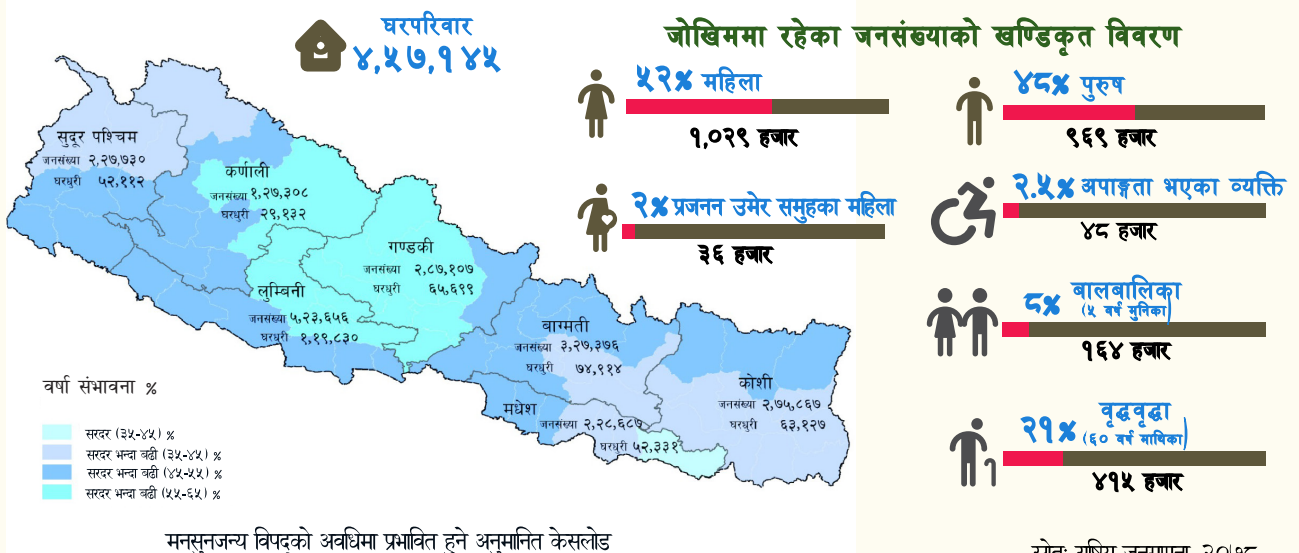 घरपरिवार
४,५७,१४५
जोखिममा रहेका जनसंख्याको खण्डिकृत विवरण
५२% महिला
१,०२९ हजार
४८% पुरुष
९६९ हजार
२% प्रजनन उमेर समुहका महिला
३६ हजार
२.५% अपाङ्गता भएका व्यक्ति
४८ हजार
८% बालबालिका
(५ वर्ष मुनिका)
१६४ हजार
२१% वृद्धवृद्धा
(६० वर्ष माथिका)
४१५ हजार
सुदूर पश्चिम
जनसंख्या २,२७,७३०
घरधुरी ५२,११२
कर्णाली
जनसंख्या १,२७,३०८
घरधुरी २९,१३२
गण्डकी
जनसंख्या २,८७,१०७
घरधुरी ६५,६९९
लुम्बिनी
जनसंख्या ५,२३,६५६
घरधुरी १,१९,८३०
बाग्मती
जनसंख्या ३,२७,३७६
घरधुरी ७४,९१४
मधेश
जनसंख्या २,२८,६८७
घरधुरी ५२,३३१
कोशी
जनसंख्या २,७५,८६७
घरधुरी ६३,१२७
वर्षा संभावना %
सरदर (३५-४५) %
सरदर भन्दा बढी (३५-४५) %
सरदर भन्दा बढी (४५-५५) %
सरदर भन्दा बढी (५५-६५) %
मनसुनजन्य विपद्को अवधिमा प्रभावित हुने अनुमानित केसलोड